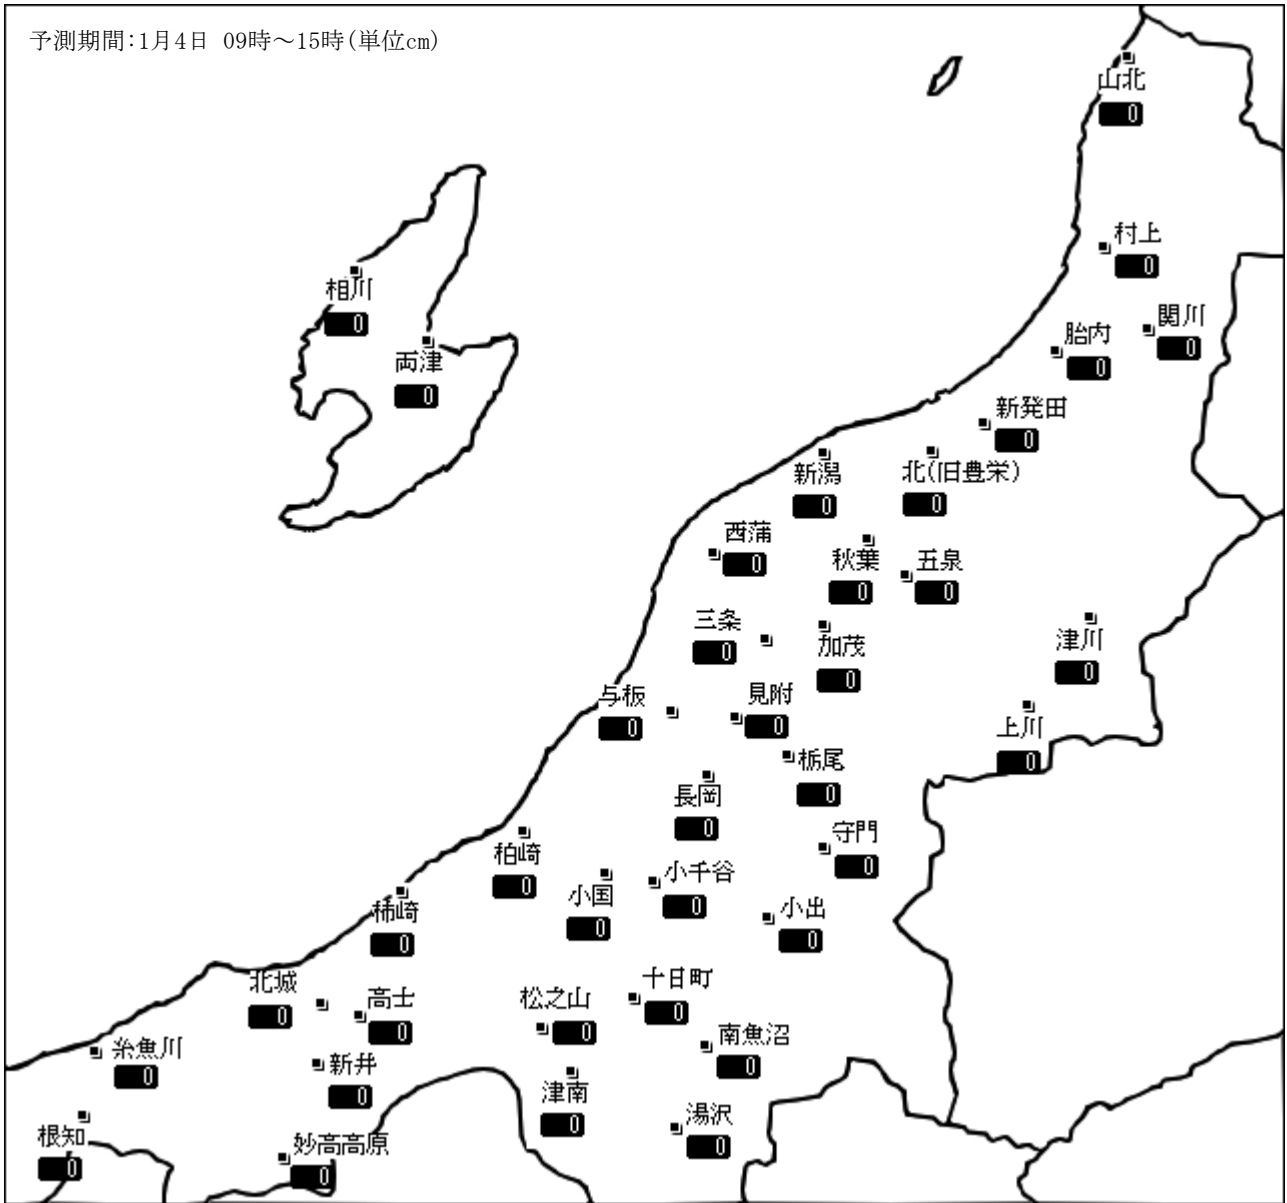 予測期間:1月4日 09時～15時(単位cm)
山北
0
村上
0
相川
0
関川
0
胎内
0
両津
0
新発田
0
新潟
0
北(旧豊栄)
0
西蒲
0
秋葉
0
五泉
0
三条
0
加茂
0
津川
0
与板
0
見附
0
上川
0
栃尾
0
長岡
0
守門
0
柏崎
0
小千谷
0
小国
0
小出
0
柿崎
0
北城
0
高士
0
松之山
0
十日町
0
南魚沼
0
糸魚川
0
新井
0
津南
0
湯沢
0
根知
0
妙高高原
0